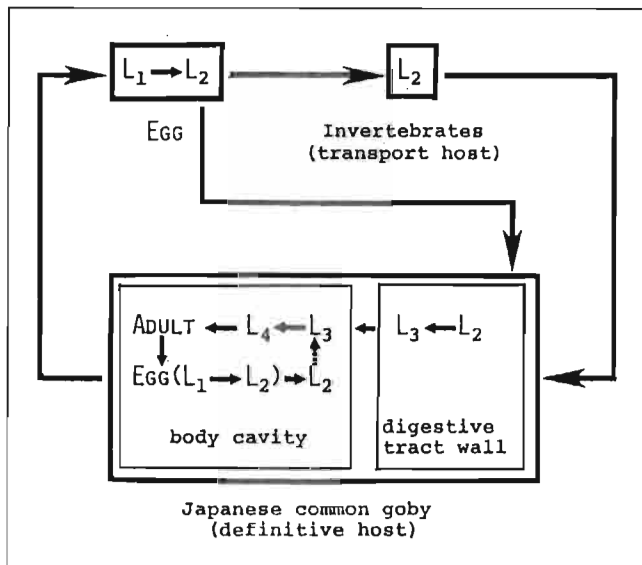 L1 → L2
L2
EGG
Invertebrates
(transport host)
ADULT ← L4 ← L3 ← L3 ← L2
EGG(L1 → L2) → L2
body cavity
digestive
tract wall
Japanese common goby
(definitive host)